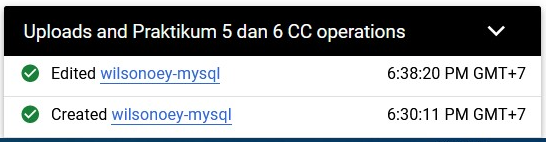 Uploads and Praktikum 5 dan 6 CC operations
Edited wilsonoey-mysql 6:38:20 PM GMT+7
Created wilsonoey-mysql 6:30:11 PM GMT+7